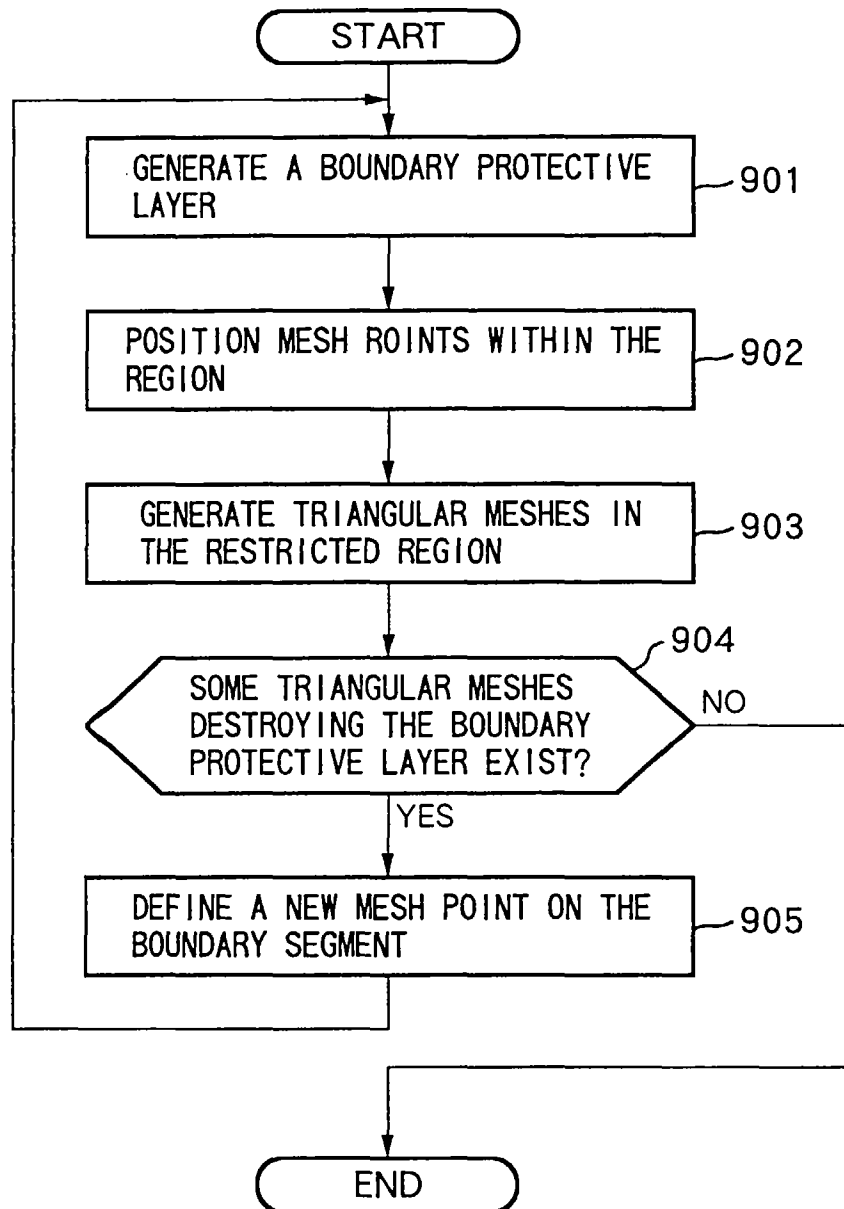 START
GENERATE A BOUNDARY PROTECTIVE
LAYER
901
POSITION MESH ROINTS WITHIN THE
REGION
902
GENERATE TRIANGULAR MESHES IN
THE RESTRICTED REGION
903
904
SOME TRIANGULAR MESHES
DESTROYING THE BOUNDARY
PROTECTIVE LAYER EXIST?
NO
YES
DEFINE A NEW MESH POINT ON THE
BOUNDARY SEGMENT
905
END